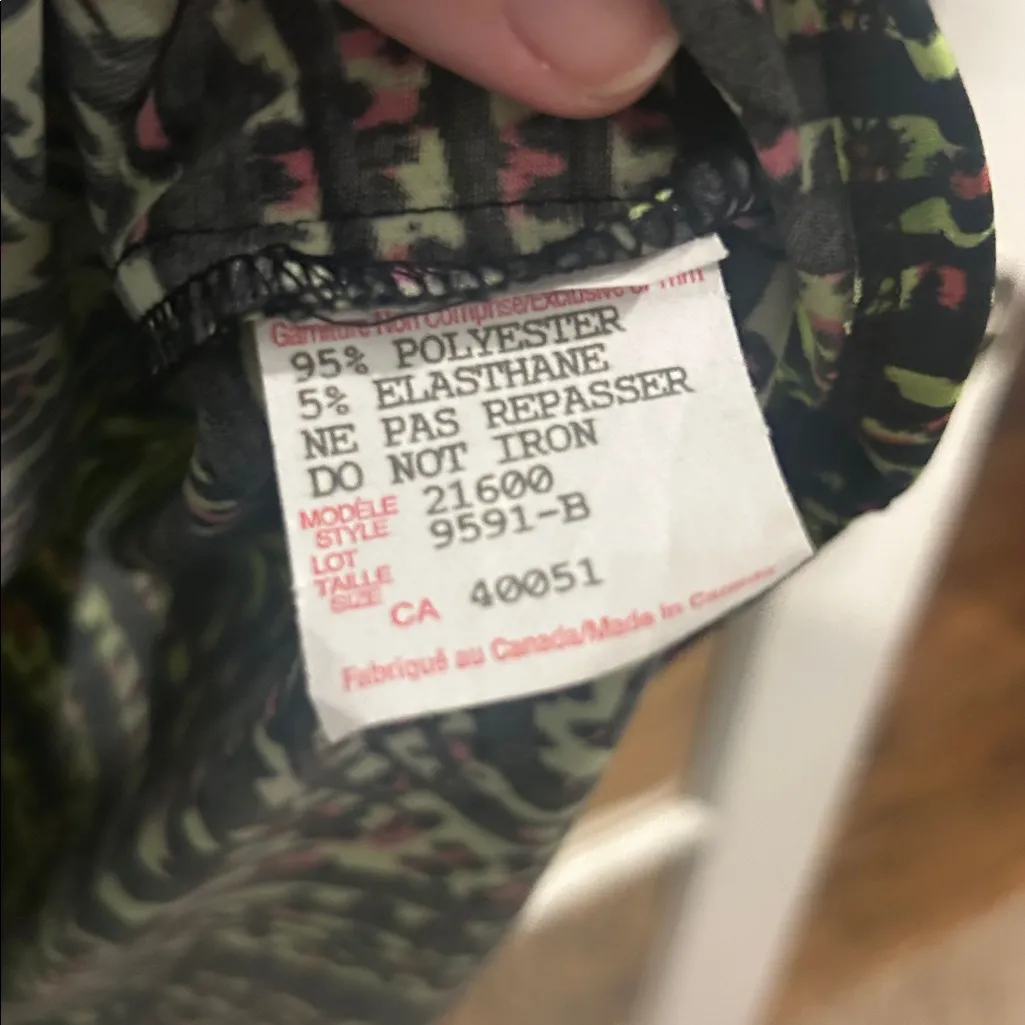 Garniture Non Comprise/Exclusive of Trim
95% POLYESTER
5% ELASTHANE
NE PAS REPASSER
DO NOT IRON
MODÈLE 21600
STYLE 9591-B
LOT
TAILLE
SIZE
CA 40051
Fabriqué au Canada/Made in Canada